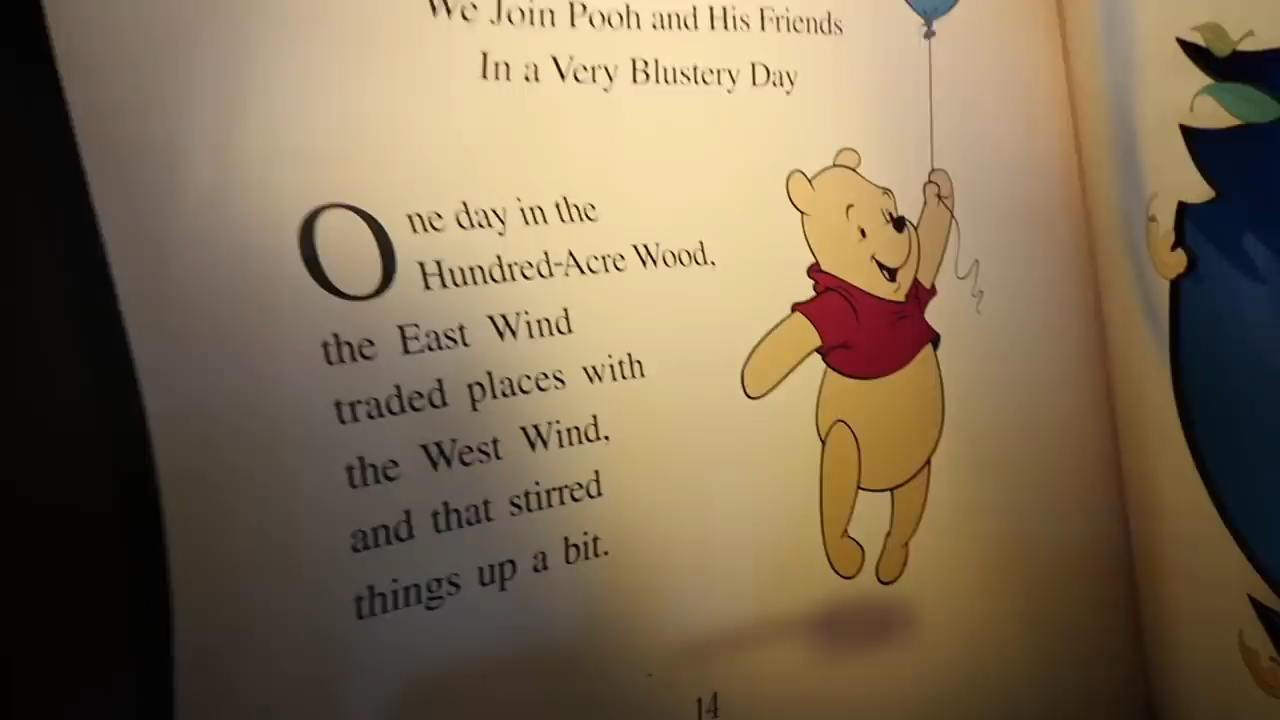 We Join Pooh and His Friends
In a Very Blustery Day
One day in the
Hundred-Acre Wood,
the East Wind
traded places with
the West Wind,
and that stirred
things up a bit.
14